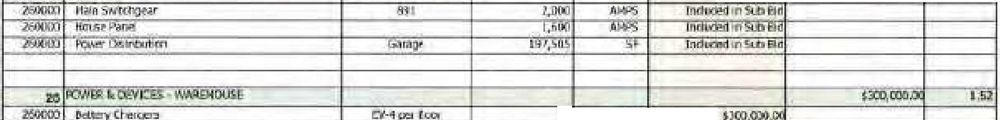 260000 Main Switchgear 891 2,000 AMPS Included in Sub Bid
260000 House Panel 1,600 AMPS Included in Sub Bid
260000 Power Distribution Garage 197,505 SF Included in Sub Bid
26 POWER & DEVICES - WAREHOUSE $300,000.00 1.52
260000 Battery Chargers EV-4 per floor $300,000.00